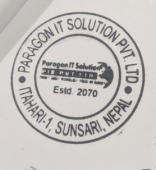 PARAGON IT SOLUTION PVT. LTD
Paragon IT Solution
Estd. 2070
ITAHARI-1, SUNSARI, NEPAL